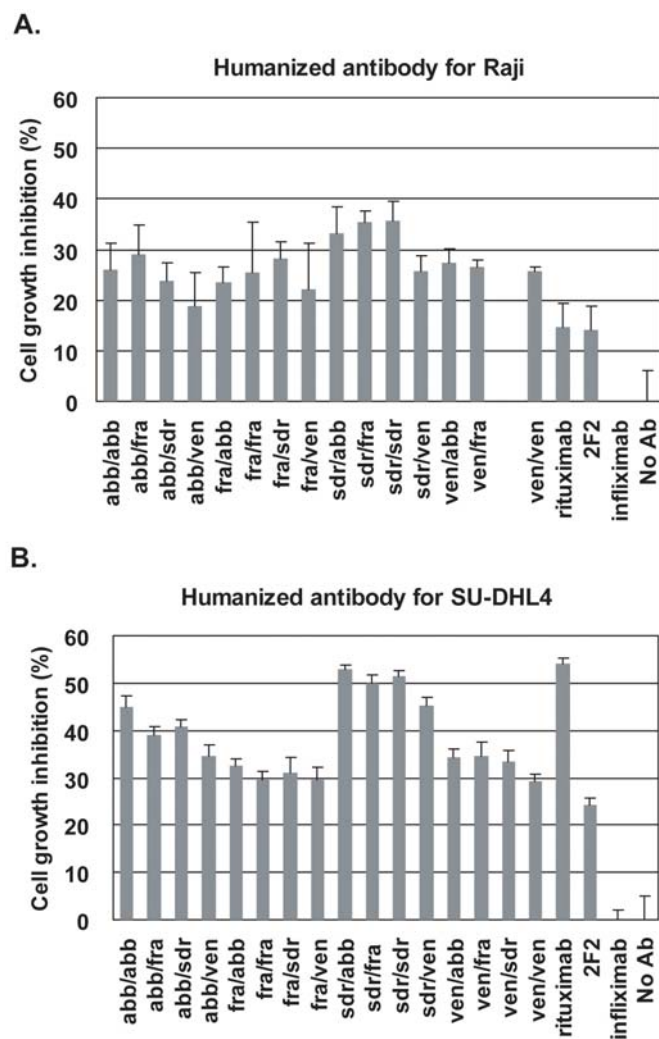 A.
Humanized antibody for Raji
Cell growth inhibition (%)
60
50
40
30
20
10
0
abb/abb
abb/fra
abb/sdr
abb/ven
fra/abb
fra/fra
fra/sdr
fra/ven
sdr/abb
sdr/fra
sdr/sdr
sdr/ven
ven/abb
ven/fra
ven/ven
rituximab
2F2
infliximab
No Ab
B.
Humanized antibody for SU-DHL4
Cell growth inhibition (%)
60
50
40
30
20
10
0
abb/abb
abb/fra
abb/sdr
abb/ven
fra/abb
fra/fra
fra/sdr
fra/ven
sdr/abb
sdr/fra
sdr/sdr
sdr/ven
ven/abb
ven/fra
ven/sdr
ven/ven
rituximab
2F2
infliximab
No Ab